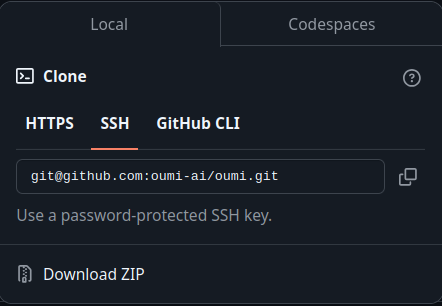 Local Codespaces
Clone
HTTPS SSH GitHub CLI
git@github.com:oumi-ai/oumi.git
Use a password-protected SSH key.
Download ZIP